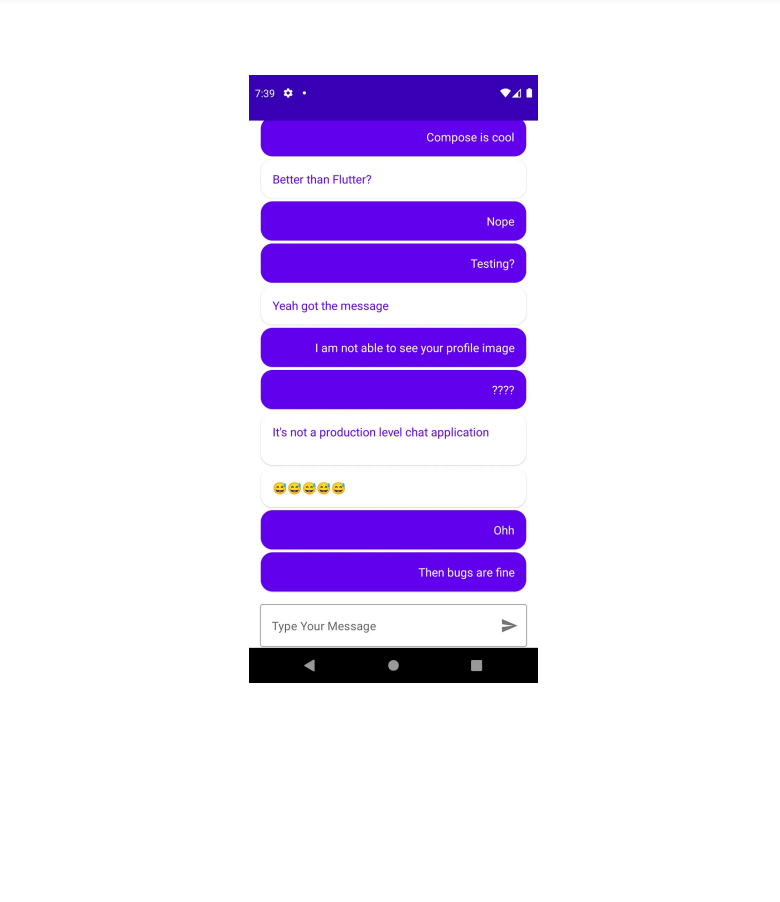 7:39
Compose is cool
Better than Flutter?
Nope
Testing?
Yeah got the message
I am not able to see your profile image
????
It's not a production level chat application
😅😅😅😅😅
Ohh
Then bugs are fine
Type Your Message